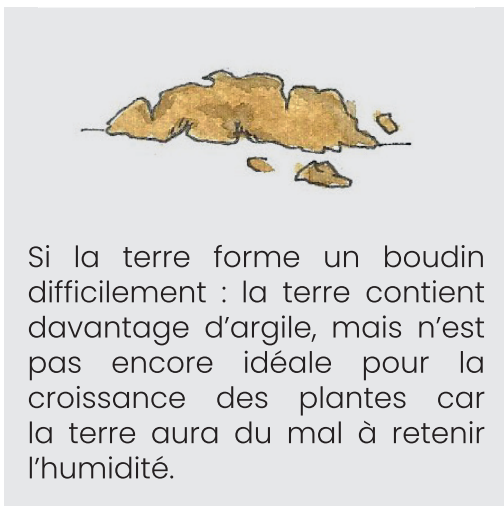 Si la terre forme un boudin
difficilement : la terre contient
davantage d’argile, mais n’est
pas encore idéale pour la
croissance des plantes car
la terre aura du mal à retenir
l’humidité.